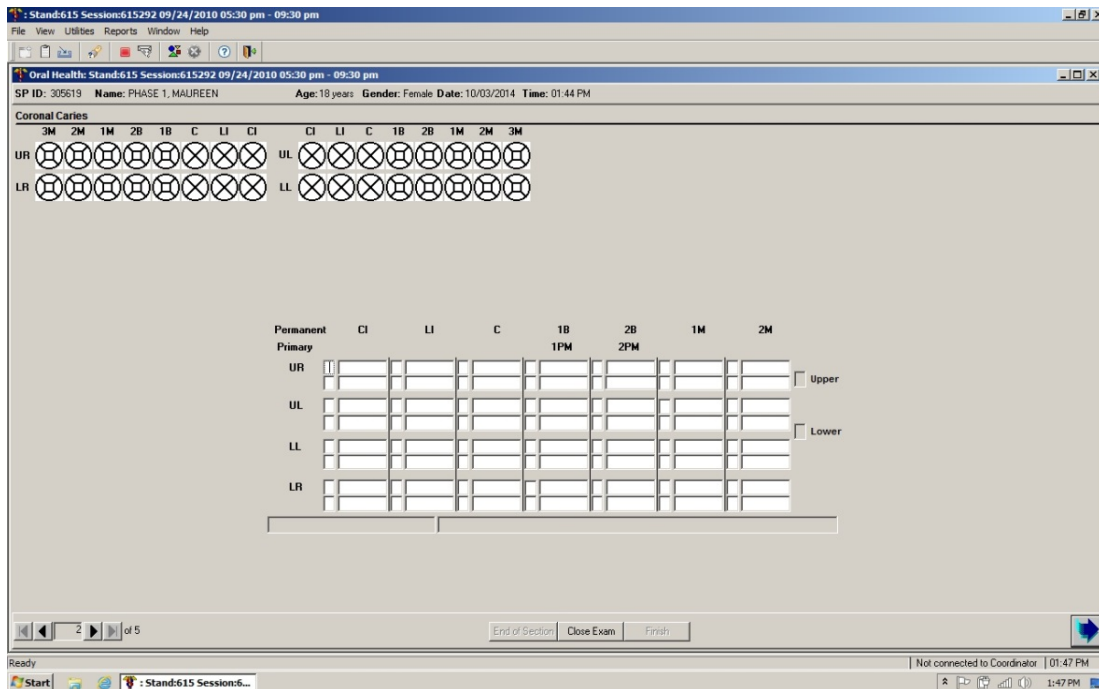 : Stand:615 Session:615292 09/24/2010 05:30 pm - 09:30 pm
File View Utilities Reports Window Help
Oral Health: Stand:615 Session:615292 09/24/2010 05:30 pm - 09:30 pm
SP ID: 305619 Name: PHASE 1, MAUREEN Age: 18 years Gender: Female Date: 10/03/2014 Time: 01:44 PM
Coronal Caries
3M 2M 1M 2B 1B C LI CI CI LI C 1B 2B 1M 2M 3M
UR UL
LR LL
Permanent CI LI C 1B 2B 1M 2M
Primary 1PM 2PM
UR
Upper
UL
Lower
LL
LR
2 of 5 End of Section Close Exam Finish
Ready Not connected to Coordinator 01:47 PM
Start : Stand:615 Session:6... 1:47 PM